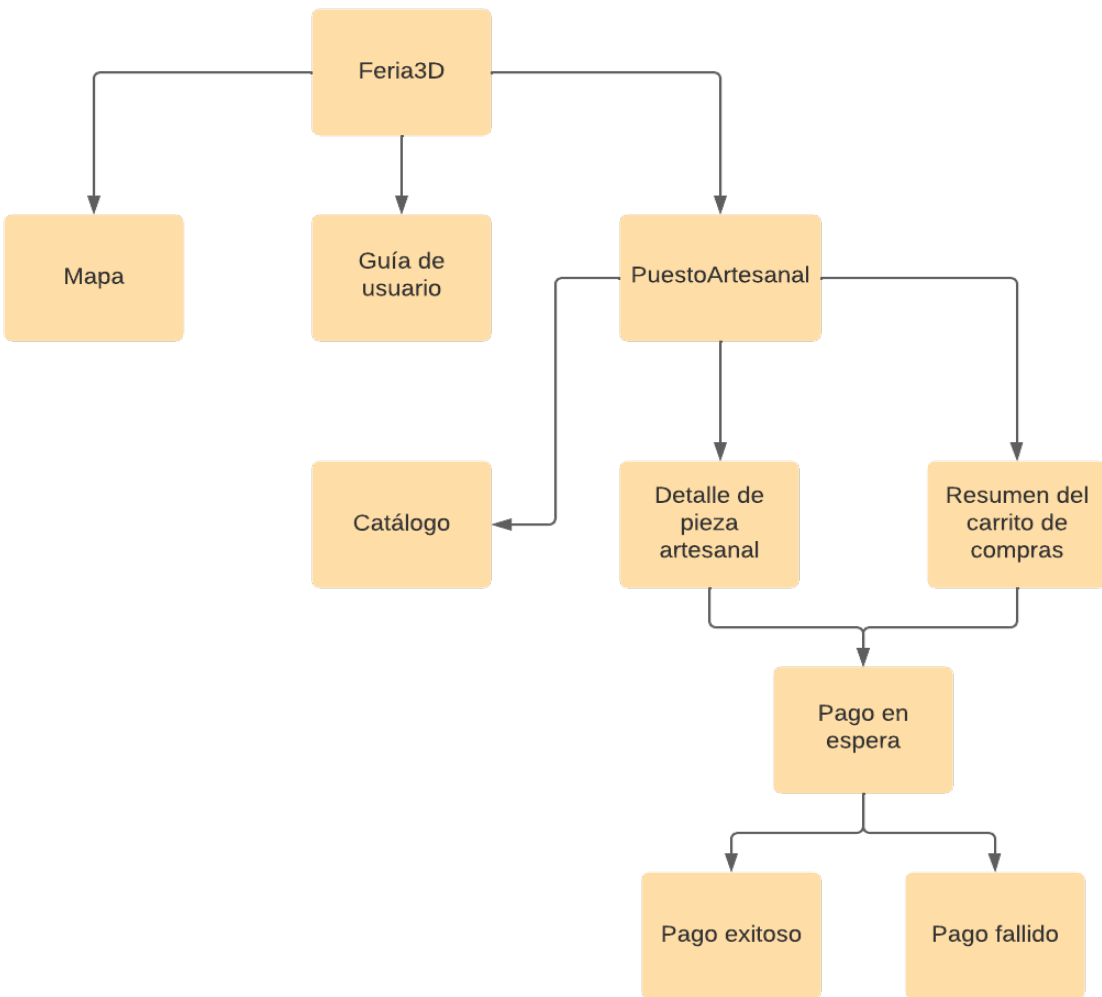 Feria3D
Mapa
Guía de
usuario
PuestoArtesanal
Catálogo
Detalle de
pieza
artesanal
Resumen del
carrito de
compras
Pago en
espera
Pago exitoso
Pago fallido